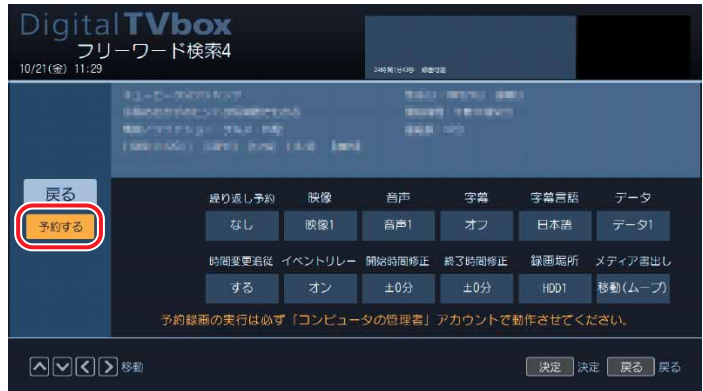 DigitalTVbox
フリーワード検索4
10/21(金) 11:29
戻る
予約する
繰り返し予約 映像 音声 字幕 字幕言語 データ
なし 映像1 音声1 オフ 日本語 データ1
時間変更追従 イベントリレー 開始時間修正 終了時間修正 録画場所 メディア書出し
する オン ±0分 ±0分 HDD1 移動(ムーブ)
予約録画の実行は必ず「コンピュータの管理者」アカウントで動作させてください。
移動 決定 決定 戻る 戻る